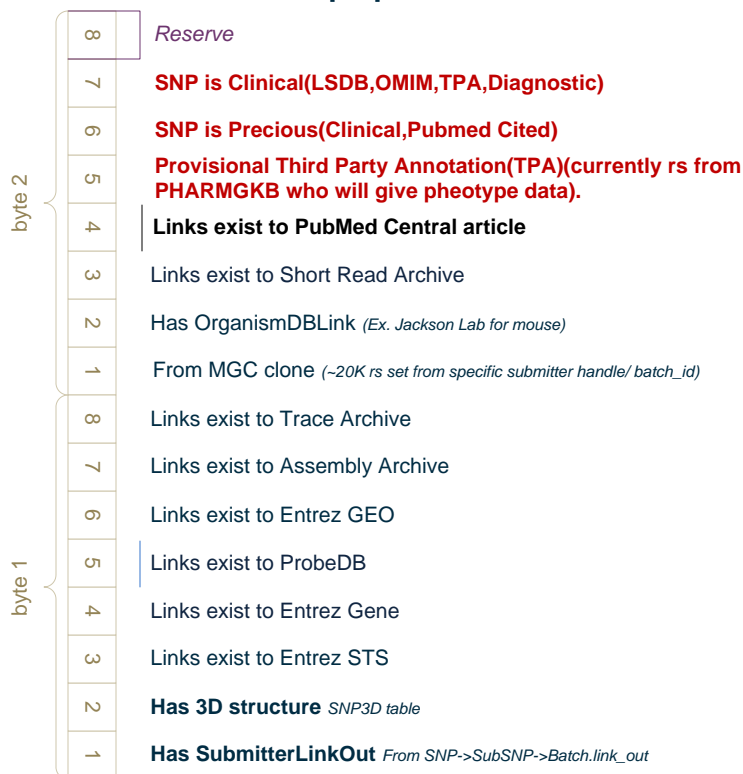 8 Reserve
7 SNP is Clinical(LSDB,OMIM,TPA,Diagnostic)
6 SNP is Precious(Clinical,Pubmed Cited)
5 Provisional Third Party Annotation(TPA)(currently rs from
PHARMGKB who will give pheotype data).
byte 2
4 Links exist to PubMed Central article
3 Links exist to Short Read Archive
2 Has OrganismDBLink (Ex. Jackson Lab for mouse)
1 From MGC clone (~20K rs set from specific submitter handle/ batch_id)
8 Links exist to Trace Archive
7 Links exist to Assembly Archive
6 Links exist to Entrez GEO
5 Links exist to ProbeDB
byte 1
4 Links exist to Entrez Gene
3 Links exist to Entrez STS
2 Has 3D structure SNP3D table
1 Has SubmitterLinkOut From SNP->SubSNP->Batch.link_out